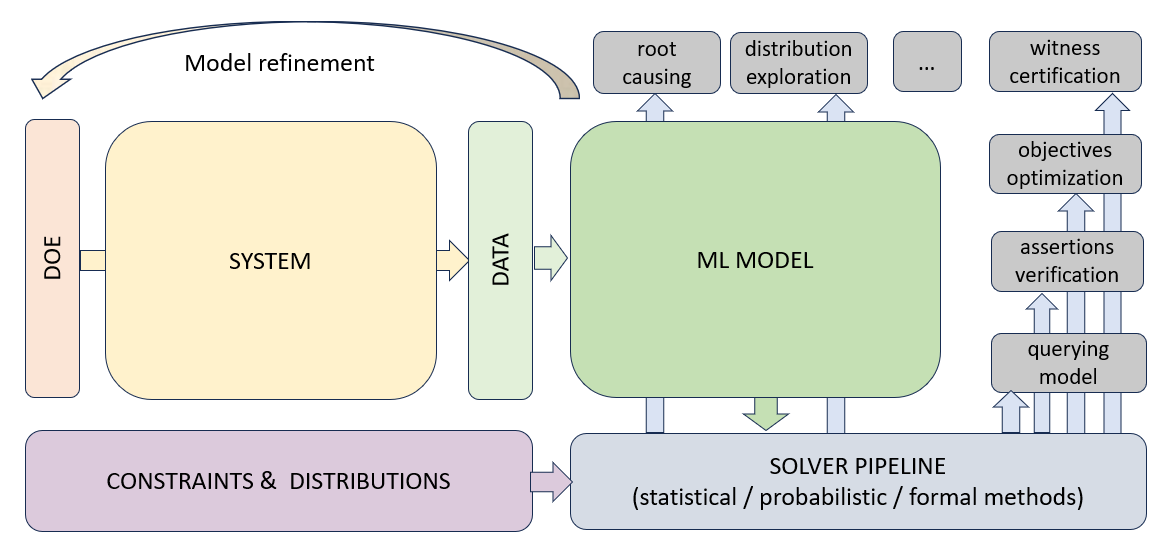 Model refinement
root
causing
distribution
exploration
...
witness
certification
objectives
optimization
assertions
verification
querying
model
DOE
SYSTEM
DATA
ML MODEL
CONSTRAINTS & DISTRIBUTIONS
SOLVER PIPELINE
(statistical / probabilistic / formal methods)